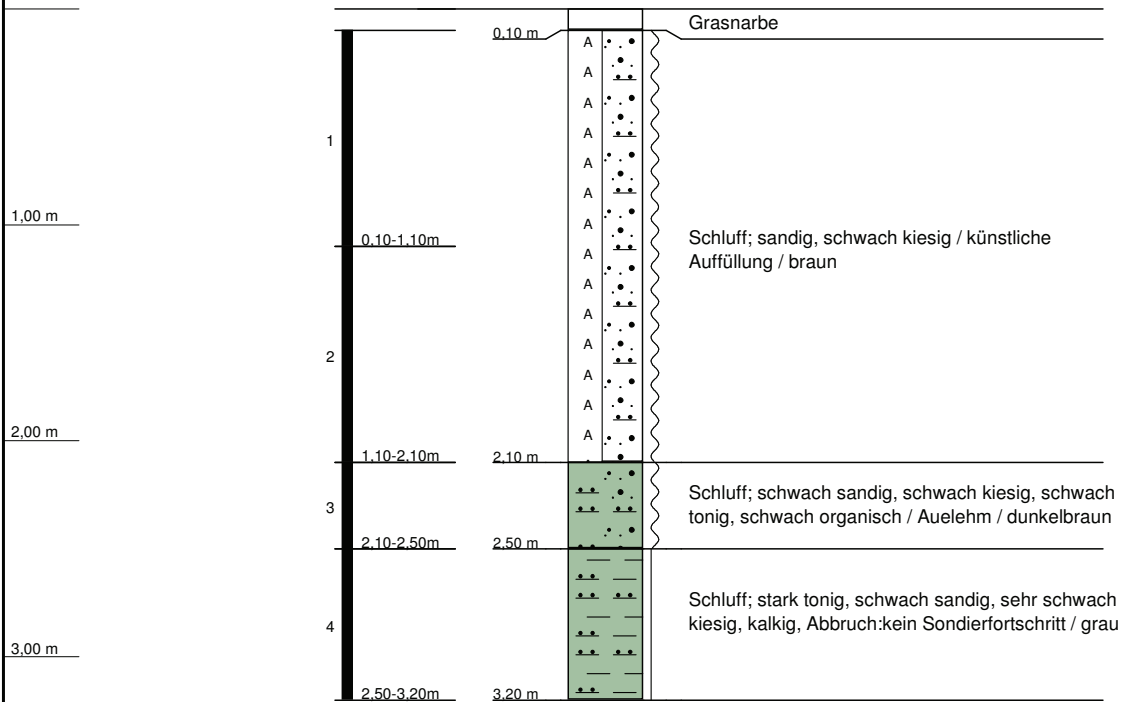 Grasnarbe
0,10 m
A
A
A
A
1
A
A
1,00 m
A
0,10-1,10m
A
Schluff; sandig, schwach kiesig / künstliche
Auffüllung / braun
A
A
A
2
A
A
A
2,00 m
A
1,10-2,10m
2,10 m
3
Schluff; schwach sandig, schwach kiesig, schwach
tonig, schwach organisch / Auelehm / dunkelbraun
2,10-2,50m
2,50 m
4
Schluff; stark tonig, schwach sandig, sehr schwach
kiesig, kalkig, Abbruch:kein Sondierfortschritt / grau
3,00 m
2,50-3,20m
3,20 m